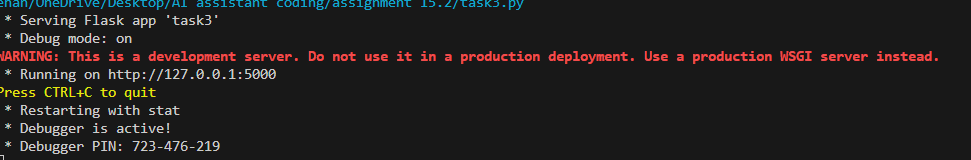 enan/OneDrive/Desktop/AI assistant coding/assignment 15.2/task3.py
* Serving Flask app 'task3'
* Debug mode: on
WARNING: This is a development server. Do not use it in a production deployment. Use a production WSGI server instead.
* Running on http://127.0.0.1:5000
Press CTRL+C to quit
* Restarting with stat
* Debugger is active!
* Debugger PIN: 723-476-219